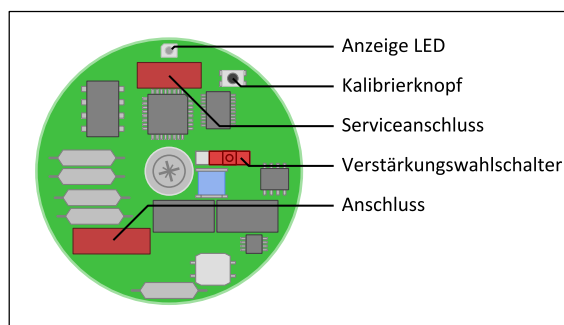 Anzeige LED
Kalibrierknopf
Serviceanschluss
Verstärkungswahlschalter
Anschluss